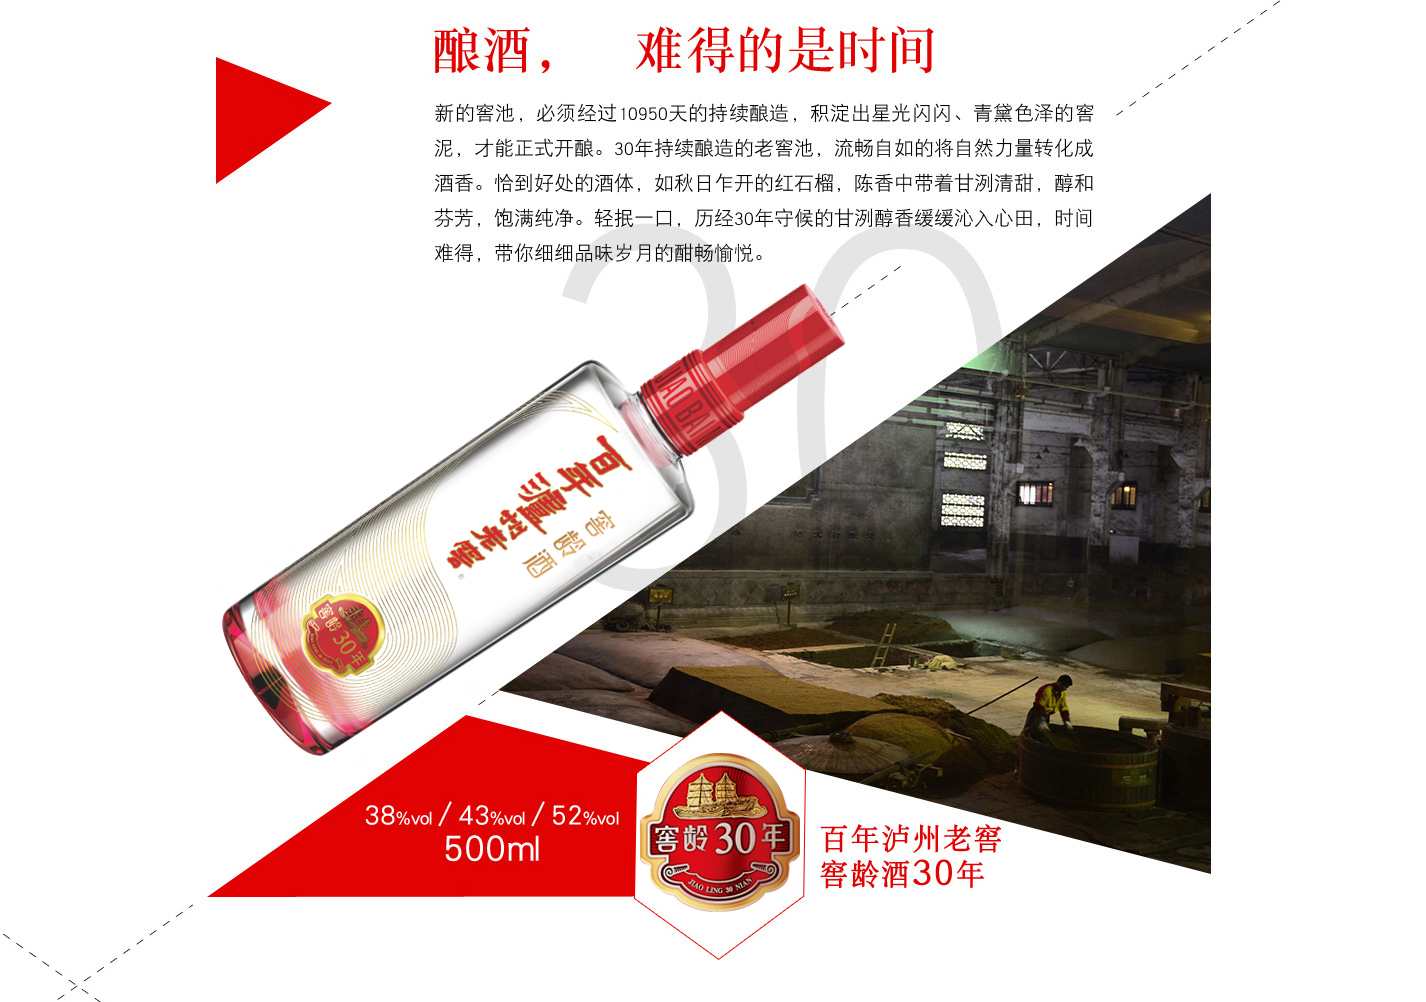 酿酒， 难得的是时间
新的窖池，必须经过10950天的持续酿造，积淀出星光闪闪、青黛色泽的窖
泥，才能正式开酿。30年持续酿造的老窖池，流畅自如的将自然力量转化成
酒香。恰到好处的酒体，如秋日乍开的红石榴，陈香中带着甘洌清甜，醇和
芬芳，饱满纯净。轻抿一口，历经30年守候的甘洌醇香缓缓沁入心田，时间
难得，带你细细品味岁月的酣畅愉悦。
30
百年泸州老窖
窖龄酒
窖龄30年
38%vol / 43%vol / 52%vol
500ml
窖龄30年
JIAO LING 30 NIAN
百年泸州老窖
窖龄酒30年